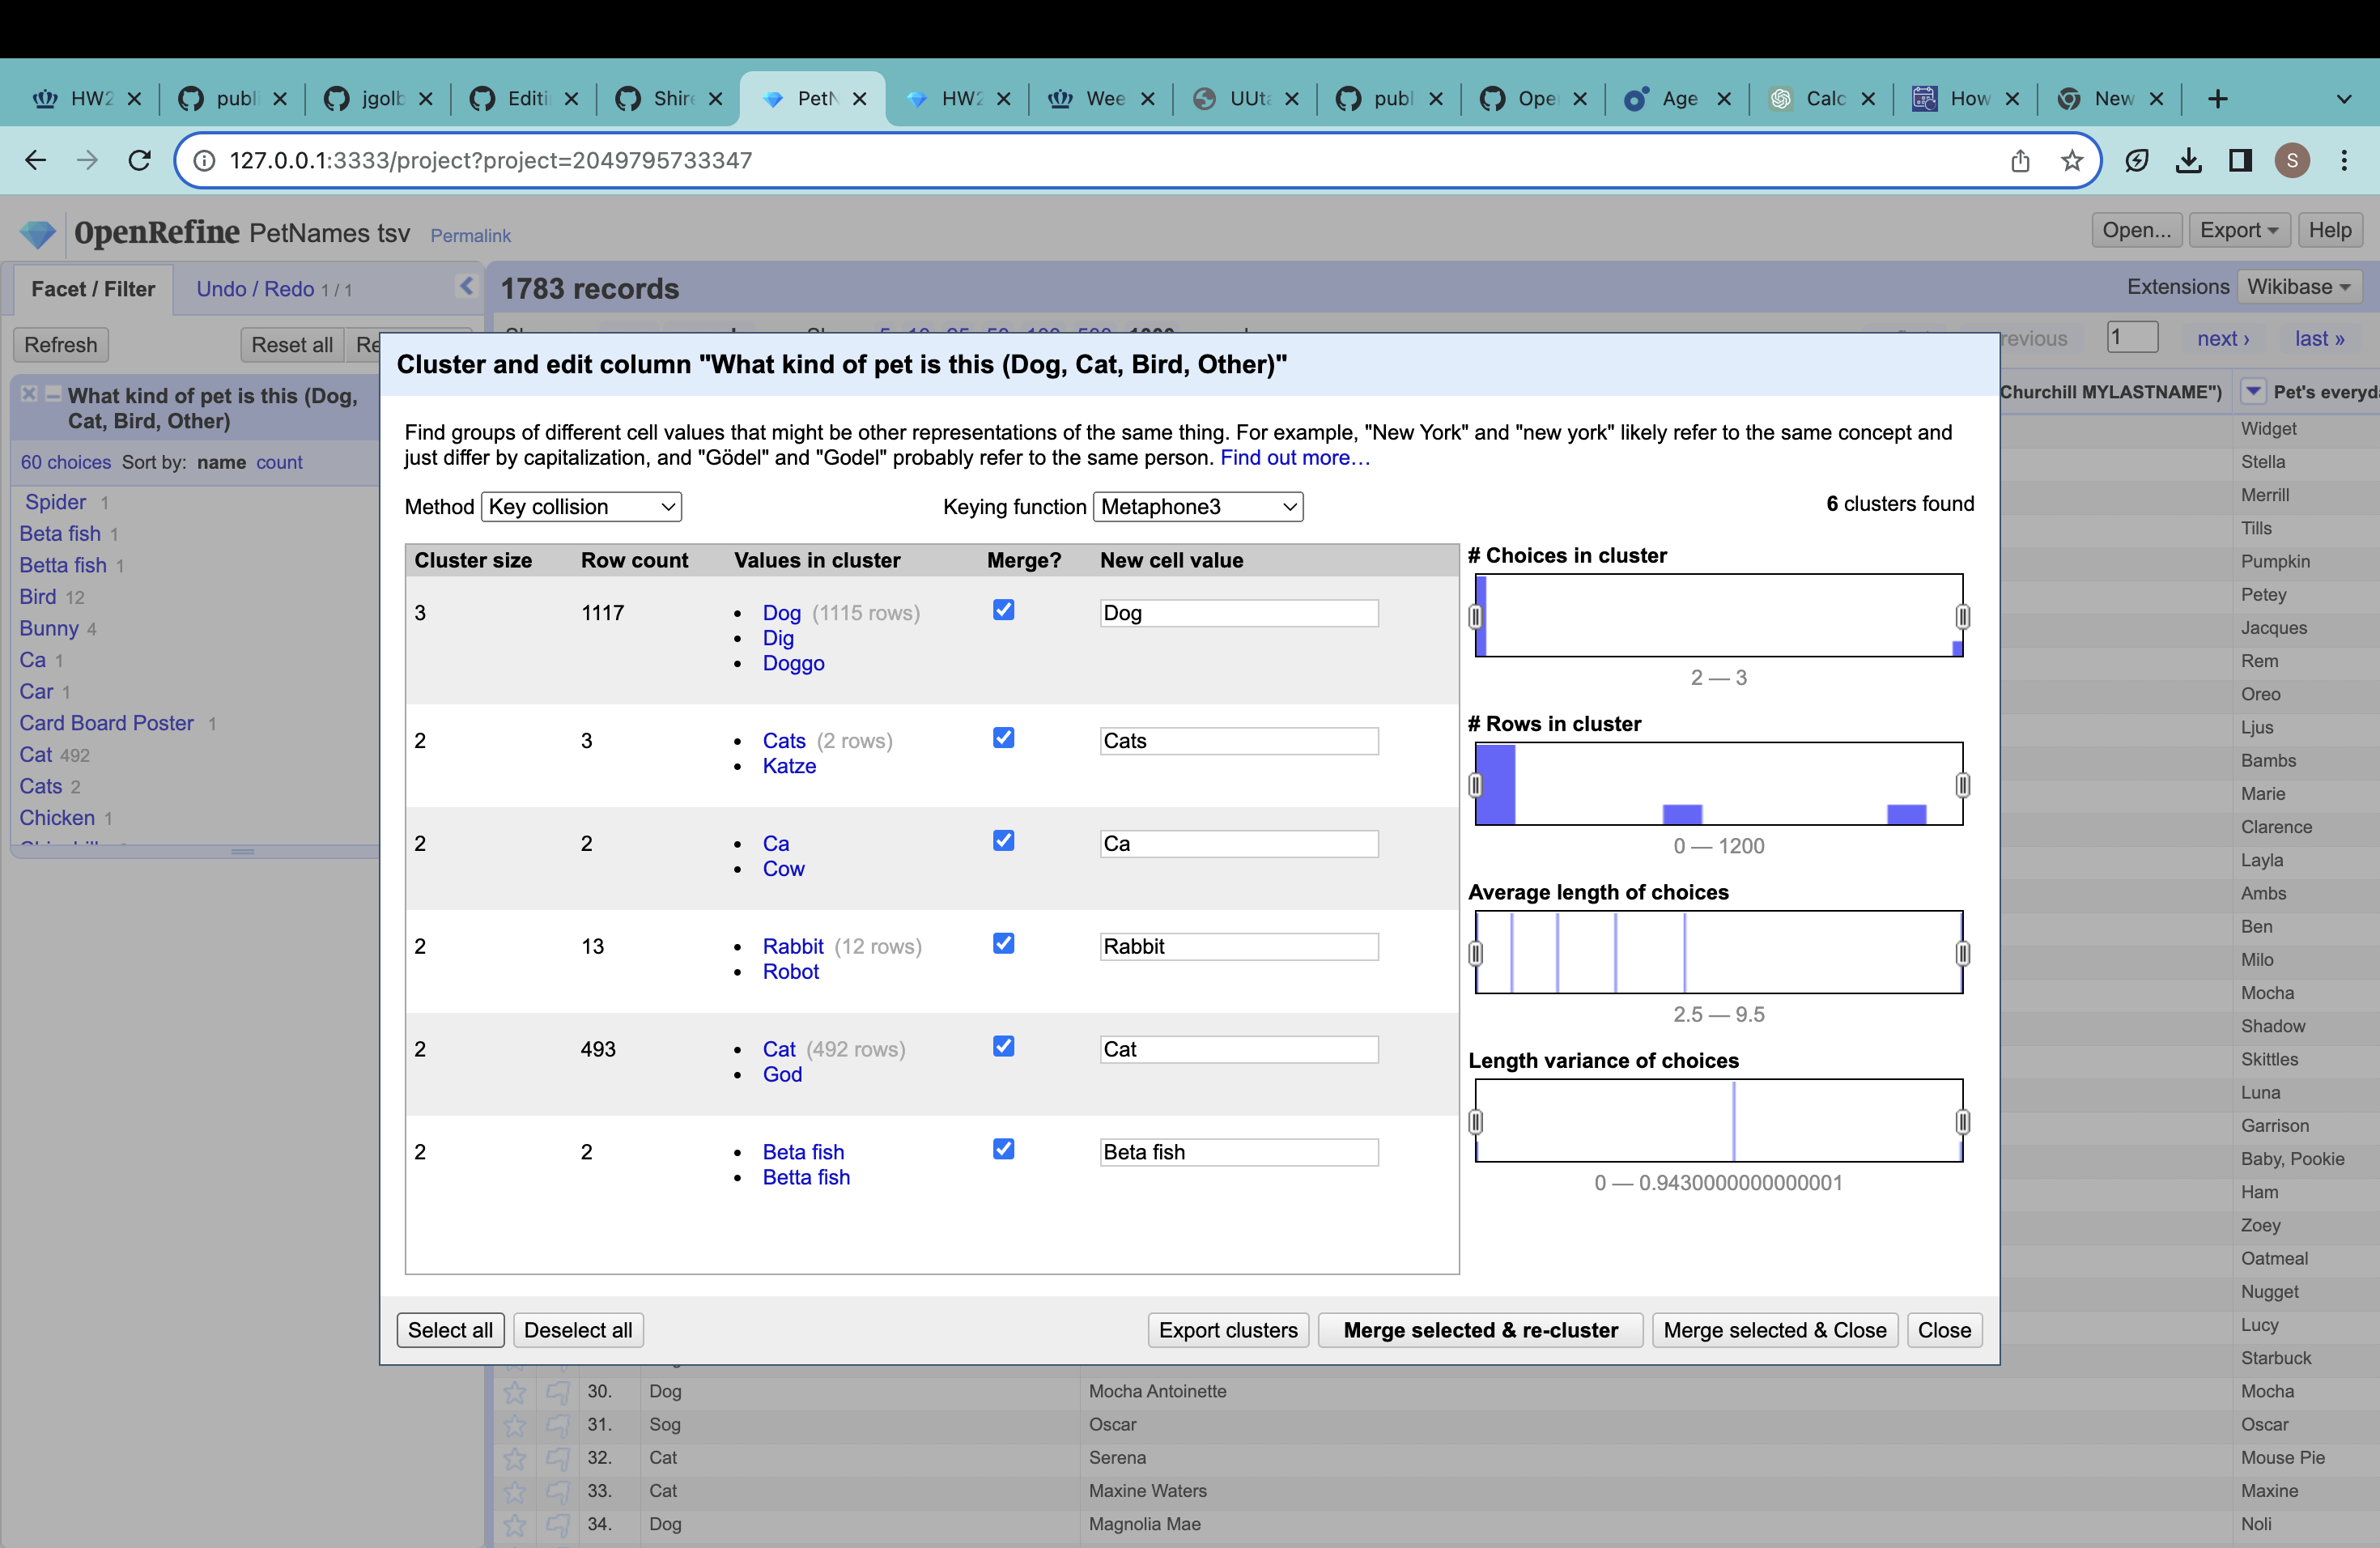 HW2 publ jgolb Editi Shire PetN HW2 Wee UUta publ Ope Age Calc How New
127.0.0.1:3333/project?project=2049795733347
S
OpenRefine PetNames tsv Permalink
Open... Export Help
Facet / Filter Undo / Redo 1 / 1
1783 records
Extensions Wikibase
Refresh Reset all Re
1 next › last »
What kind of pet is this (Dog,
Cat, Bird, Other)
60 choices Sort by: name count
Spider 1
Beta fish 1
Betta fish 1
Bird 12
Bunny 4
Ca 1
Car 1
Card Board Poster 1
Cat 492
Cats 2
Chicken 1
Cluster and edit column "What kind of pet is this (Dog, Cat, Bird, Other)"
Find groups of different cell values that might be other representations of the same thing. For example, "New York" and "new york" likely refer to the same concept and
just differ by capitalization, and "Gödel" and "Godel" probably refer to the same person. Find out more…
Method Key collision Keying function Metaphone3 6 clusters found
Cluster size Row count Values in cluster Merge? New cell value
3 1117 Dog (1115 rows) Dog
Dig
Doggo
2 3 Cats (2 rows) Cats
Katze
2 2 Ca Ca
Cow
2 13 Rabbit (12 rows) Rabbit
Robot
2 493 Cat (492 rows) Cat
God
2 2 Beta fish Beta fish
Betta fish
# Choices in cluster
2 — 3
# Rows in cluster
0 — 1200
Average length of choices
2.5 — 9.5
Length variance of choices
0 — 0.9430000000000001
Select all Deselect all Export clusters Merge selected & re-cluster Merge selected & Close Close
Churchill MYLASTNAME") Pet's everyd
Widget
Stella
Merrill
Tills
Pumpkin
Petey
Jacques
Rem
Oreo
Ljus
Bambs
Marie
Clarence
Layla
Ambs
Ben
Milo
Mocha
Shadow
Skittles
Luna
Garrison
Baby, Pookie
Ham
Zoey
Oatmeal
Nugget
Lucy
Starbuck
30. Dog Mocha Antoinette Mocha
31. Sog Oscar Oscar
32. Cat Serena Mouse Pie
33. Cat Maxine Waters Maxine
34. Dog Magnolia Mae Noli